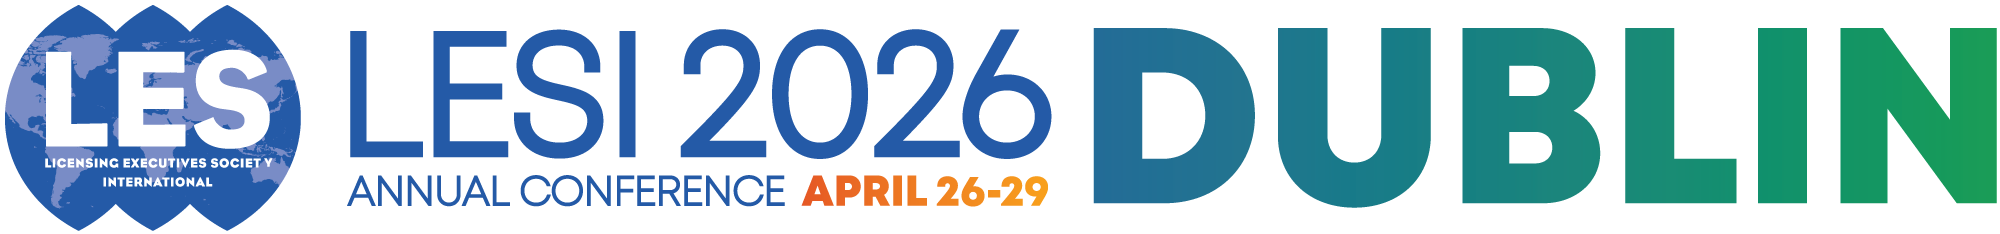 LES
LICENSING EXECUTIVES SOCIETY
INTERNATIONAL
LESI 2026
ANNUAL CONFERENCE APRIL 26-29
DUBLIN